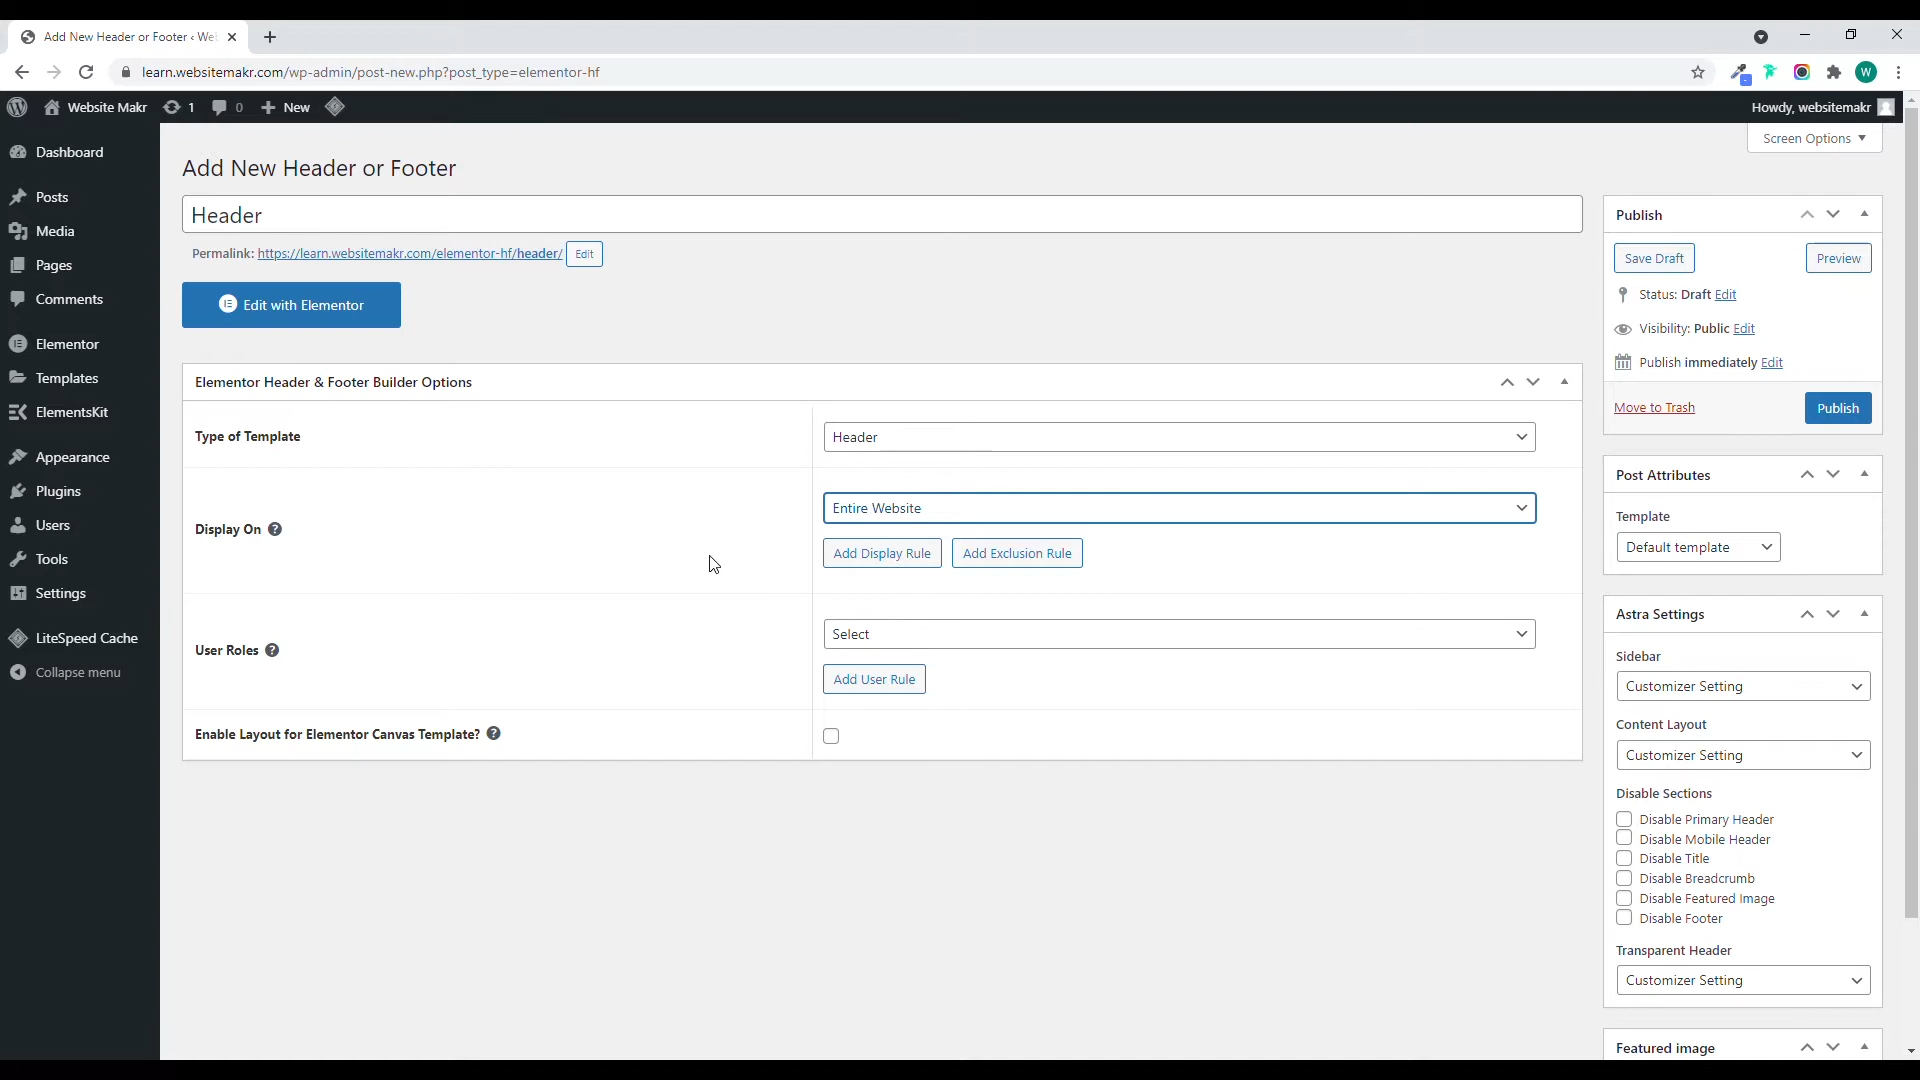 Add New Header or Footer ‹ We
learn.websitemakr.com/wp-admin/post-new.php?post_type=elementor-hf
W
Website Makr 1 0 New
Howdy, websitemakr
Screen Options
Dashboard
Posts
Media
Pages
Comments
Elementor
Templates
ElementsKit
Appearance
Plugins
Users
Tools
Settings
LiteSpeed Cache
Collapse menu
Add New Header or Footer
Header
Permalink: https://learn.websitemakr.com/elementor-hf/header/ Edit
Edit with Elementor
Elementor Header & Footer Builder Options
Type of Template
Header
Display On ?
Entire Website
Add Display Rule Add Exclusion Rule
User Roles ?
Select
Add User Rule
Enable Layout for Elementor Canvas Template? ?
Publish
Save Draft Preview
Status: Draft Edit
Visibility: Public Edit
Publish immediately Edit
Move to Trash Publish
Post Attributes
Template
Default template
Astra Settings
Sidebar
Customizer Setting
Content Layout
Customizer Setting
Disable Sections
Disable Primary Header
Disable Mobile Header
Disable Title
Disable Breadcrumb
Disable Featured Image
Disable Footer
Transparent Header
Customizer Setting
Featured image